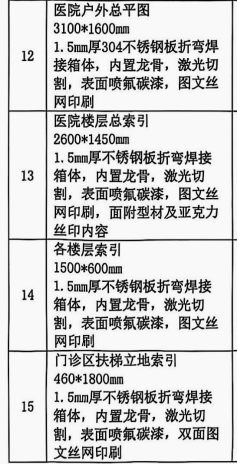 12
医院户外总平图
3100*1600mm
1.5mm厚304不锈钢板折弯焊
接箱体，内置龙骨，激光切
割，表面喷氟碳漆，图文丝
网印刷
13
医院楼层总索引
2600*1450mm
1.5mm厚不锈钢板折弯焊接
箱体，内置龙骨，激光切
割，表面喷氟碳漆，图文丝
网印刷，面附型材及亚克力
丝印内容
14
各楼层索引
1500*600mm
1.5mm厚不锈钢板折弯焊接
箱体，内置龙骨，激光切
割，表面喷氟碳漆，图文丝
网印刷
15
门诊区扶梯立地索引
460*1800mm
1.5mm厚不锈钢板折弯焊接
箱体，内置龙骨，激光切
割，表面喷氟碳漆，双面图
文丝网印刷